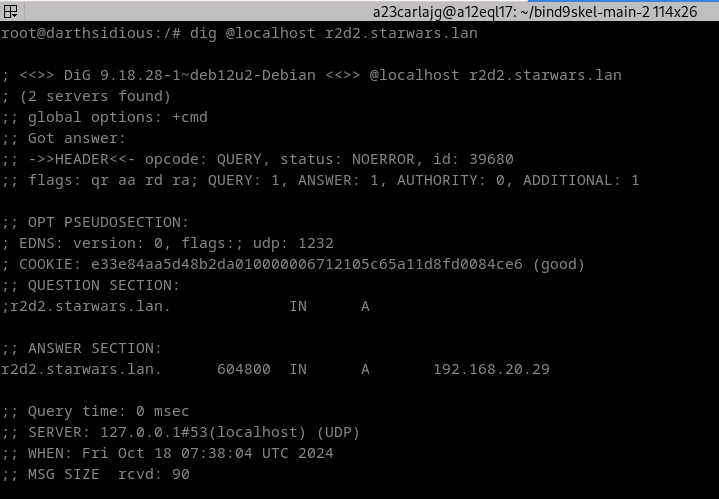 a23carlajg@a12eql17: ~/bind9skel-main-2 114x26
root@darthsidious:/# dig @localhost r2d2.starwars.lan
; <<>> DiG 9.18.28-1~deb12u2-Debian <<>> @localhost r2d2.starwars.lan
; (2 servers found)
;; global options: +cmd
;; Got answer:
;; ->>HEADER<<- opcode: QUERY, status: NOERROR, id: 39680
;; flags: qr aa rd ra; QUERY: 1, ANSWER: 1, AUTHORITY: 0, ADDITIONAL: 1
;; OPT PSEUDOSECTION:
; EDNS: version: 0, flags:; udp: 1232
; COOKIE: e33e84aa5d48b2da010000006712105c65a11d8fd0084ce6 (good)
;; QUESTION SECTION:
;r2d2.starwars.lan. IN A
;; ANSWER SECTION:
r2d2.starwars.lan. 604800 IN A 192.168.20.29
;; Query time: 0 msec
;; SERVER: 127.0.0.1#53(localhost) (UDP)
;; WHEN: Fri Oct 18 07:38:04 UTC 2024
;; MSG SIZE rcvd: 90